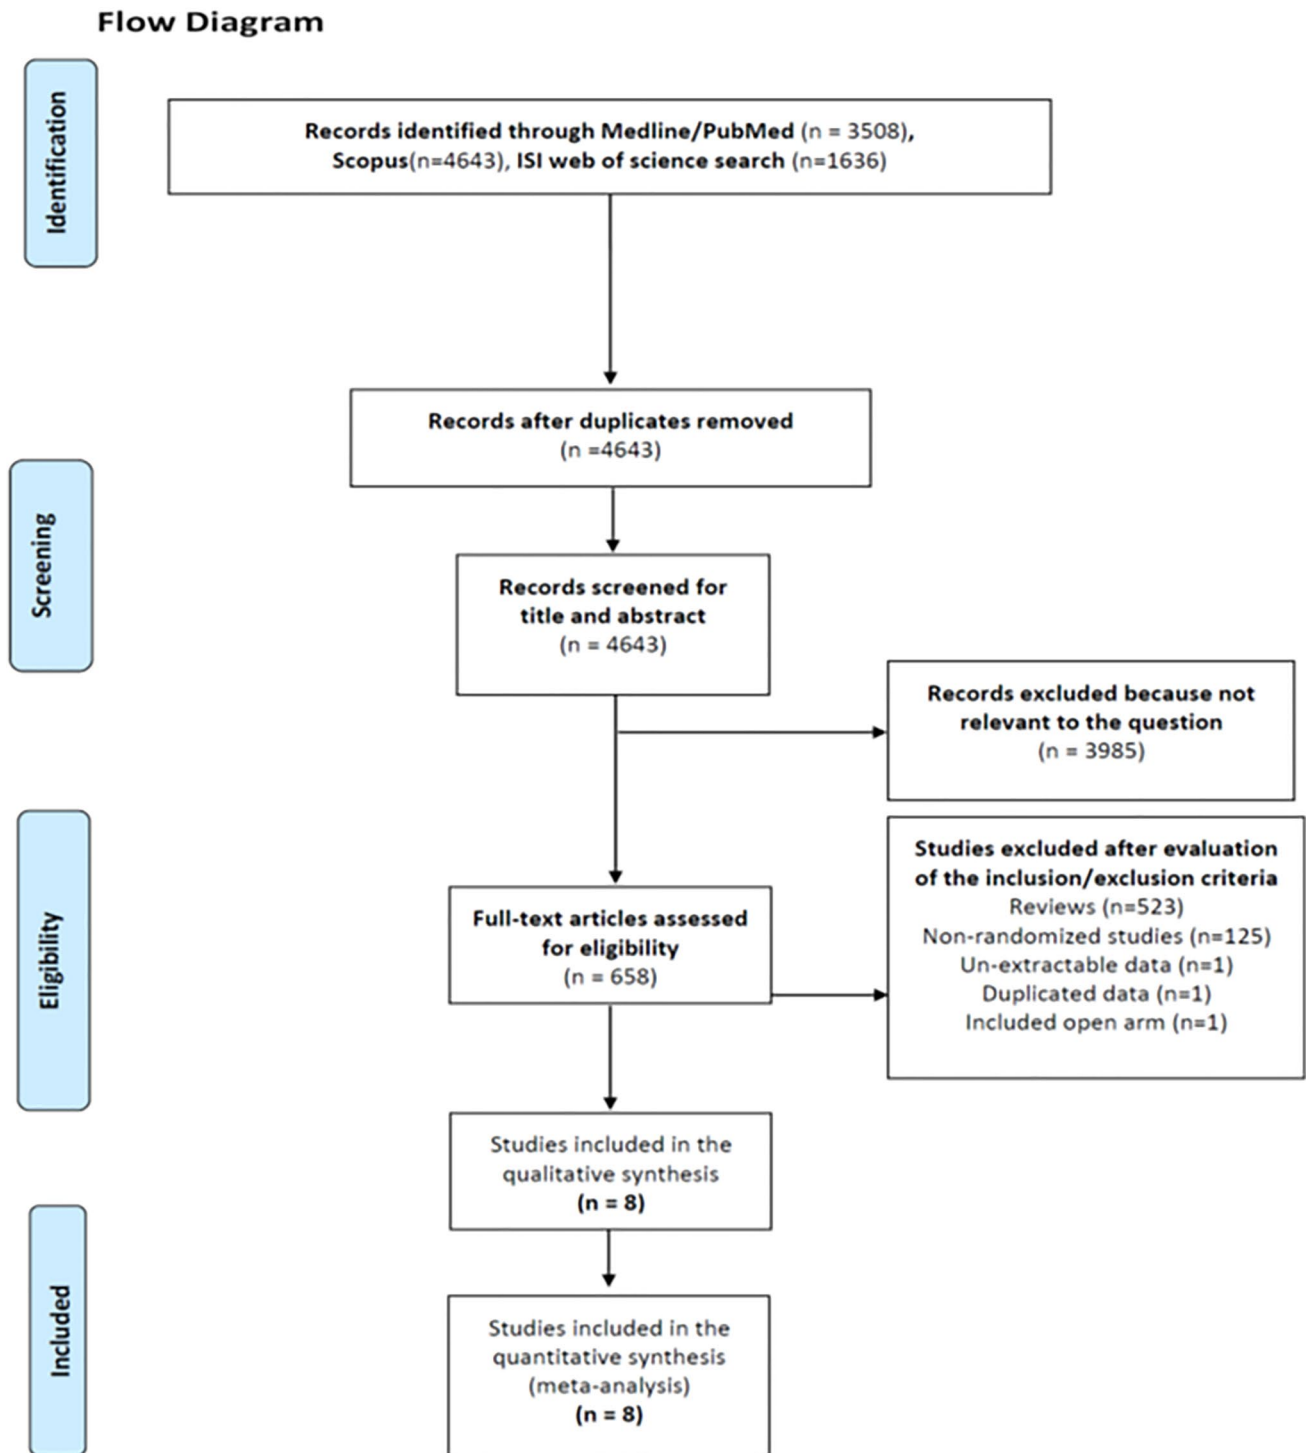 Flow Diagram
Identification
Records identified through Medline/PubMed (n = 3508),
Scopus(n=4643), ISI web of science search (n=1636)
Records after duplicates removed
(n =4643)
Screening
Records screened for
title and abstract
(n = 4643)
Records excluded because not
relevant to the question
(n = 3985)
Eligibility
Full-text articles assessed
for eligibility
(n = 658)
Studies excluded after evaluation
of the inclusion/exclusion criteria
Reviews (n=523)
Non-randomized studies (n=125)
Un-extractable data (n=1)
Duplicated data (n=1)
Included open arm (n=1)
Studies included in the
qualitative synthesis
(n = 8)
Included
Studies included in the
quantitative synthesis
(meta-analysis)
(n = 8)